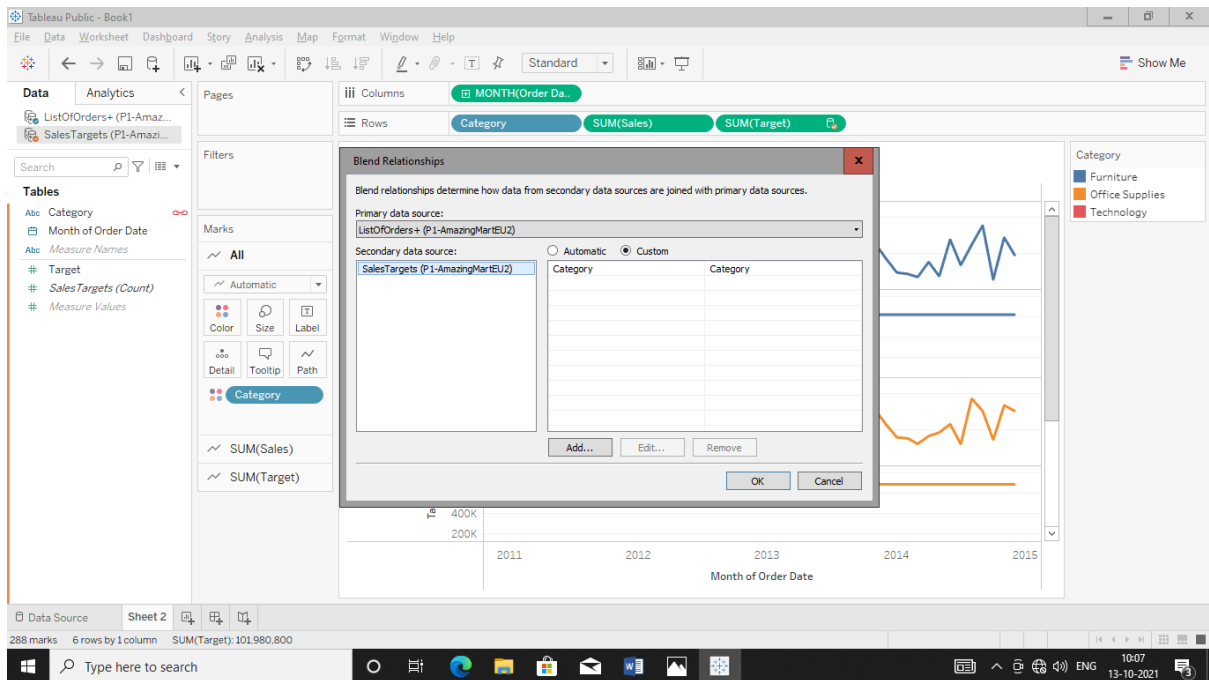 Tableau Public - Book1
File Data Worksheet Dashboard Story Analysis Map Format Window Help
Standard
Show Me
Data Analytics
ListOfOrders+ (P1-Amaz...
SalesTargets (P1-Amazi...
Search
Tables
Abc Category
Month of Order Date
Abc Measure Names
# Target
# SalesTargets (Count)
# Measure Values
Pages
Filters
Marks
All
Automatic
Color Size Label
Detail Tooltip Path
Category
SUM(Sales)
SUM(Target)
Columns MONTH(Order Da..
Rows Category SUM(Sales) SUM(Target)
Blend Relationships
Blend relationships determine how data from secondary data sources are joined with primary data sources.
Primary data source:
ListOfOrders+ (P1-AmazingMartEU2)
Secondary data source: Automatic Custom
SalesTargets (P1-AmazingMartEU2) Category Category
Add... Edit... Remove
OK Cancel
Ta
400K
200K
2011 2012 2013 2014 2015
Month of Order Date
Category
Furniture
Office Supplies
Technology
Data Source Sheet 2
288 marks 6 rows by 1 column SUM(Target): 101,980,800
Type here to search
ENG 10:07
13-10-2021
3